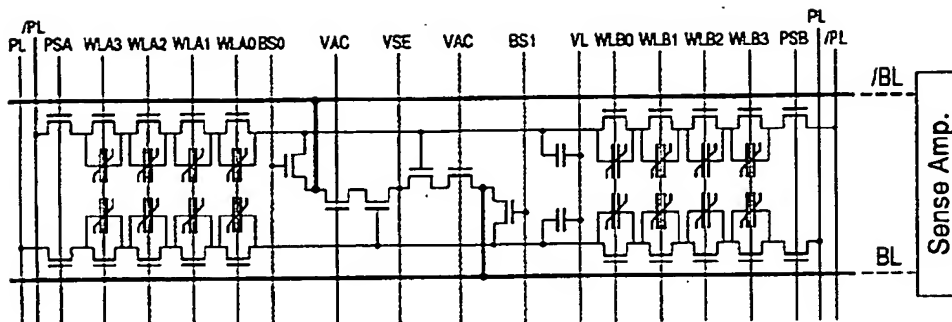 /PL PL
PL PSA WLA3 WLA2 WLA1 WLA0 BS0 VAC VSE VAC BS1 VL WLB0 WLB1 WLB2 WLB3 PSB /PL
/BL
BL
Sense Amp.